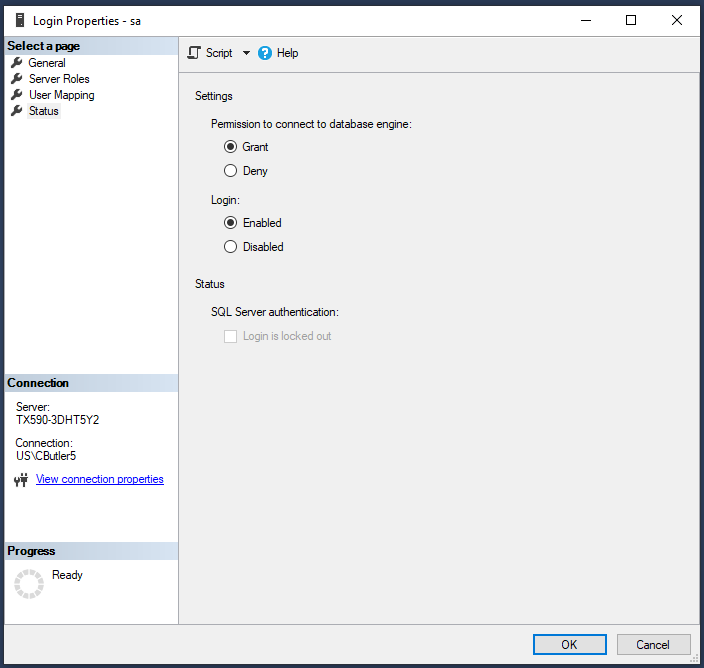 Login Properties - sa
Select a page
General
Server Roles
User Mapping
Status
Script
Help
Settings
Permission to connect to database engine:
Grant
Deny
Login:
Enabled
Disabled
Status
SQL Server authentication:
Login is locked out
Connection
Server:
TX590-3DHT5Y2
Connection:
US\CButler5
View connection properties
Progress
Ready
OK
Cancel